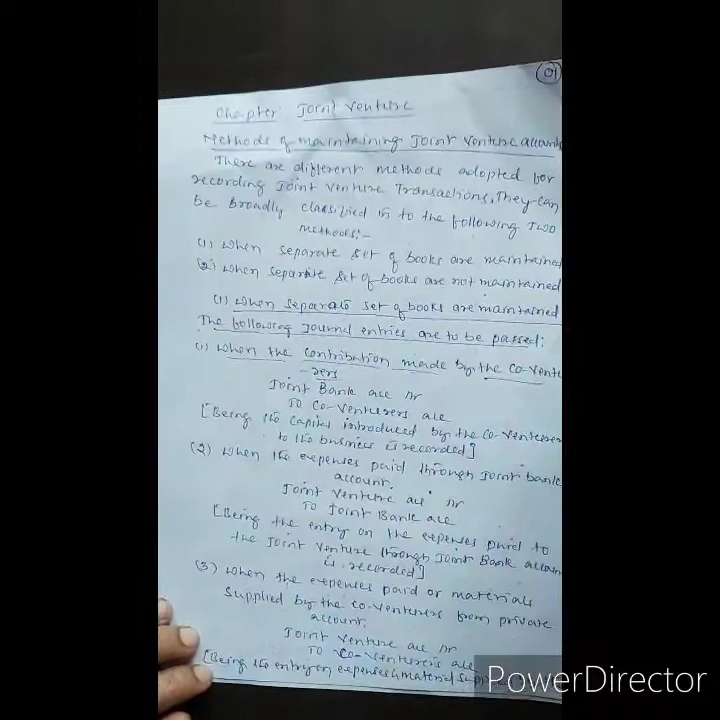 01
Chapter: Joint Venture
Methods of maintaining Joint Venture accounts
There are different methods adopted for
recording Joint Venture Transactions, They can
be broadly classified in to the following Two
methods:-
(1) When separate set of books are maintained
(2) When separate set of books are not maintained
(1) When separate set of books are maintained
The following Journal entries are to be passed:
(1) When the contribution made by the co-ventu
-rers
Joint Bank a/c Dr
To Co-Venturers a/c
[Being the capital introduced by the co-venturers
to the business is recorded]
(2) When the expenses paid through Joint bank
account.
Joint Venture a/c Dr
To Joint Bank a/c
[Being the entry on the expenses paid to
the Joint Venture through Joint Bank accoun
is recorded]
(3) When the expenses paid or materials
supplied by the co-venturers from private
account.
Joint Venture a/c Dr
To Co-Venturers a/c
[Being the entry on expenses & material supp
PowerDirector